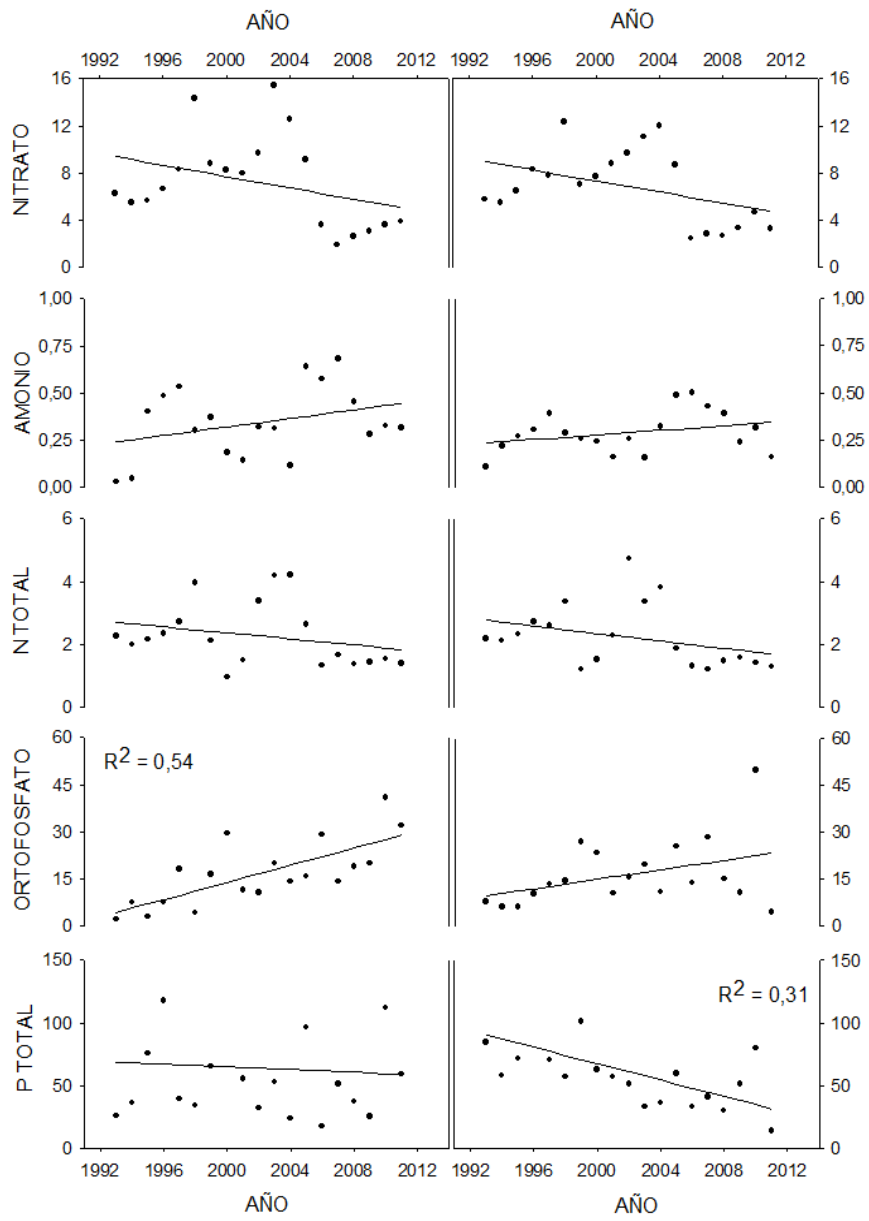 AÑO AÑO
1992 1996 2000 2004 2008 2012 1992 1996 2000 2004 2008 2012
NITRATO
16 16
12 12
8 8
4 4
0 0
AMONIO
1,00 1,00
0,75 0,75
0,50 0,50
0,25 0,25
0,00 0,00
N TOTAL
6 6
4 4
2 2
0 0
ORTOFOSFATO
60 60
R² = 0,54
45 45
30 30
15 15
0 0
P TOTAL
150 150
R² = 0,31
100 100
50 50
0 0
1992 1996 2000 2004 2008 2012 1992 1996 2000 2004 2008 2012
AÑO AÑO